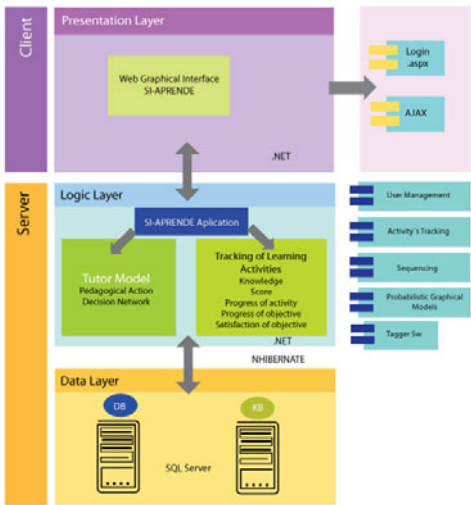 Client
Presentation Layer
Web Graphical Interface
SI-APRENDE
.NET
Login
.aspx
AJAX
Server
Logic Layer
SI-APRENDE Aplication
Tutor Model
Pedagogical Action
Decision Network
Tracking of Learning
Activities
Knowledge
Score
Progress of activity
Progress of objective
Satisfaction of objective
.NET
NHIBERNATE
User Management
Activity´s Tracking
Sequencing
Probabilistic Graphical
Models
Tagger Sw
Data Layer
DB
KB
SQL Server